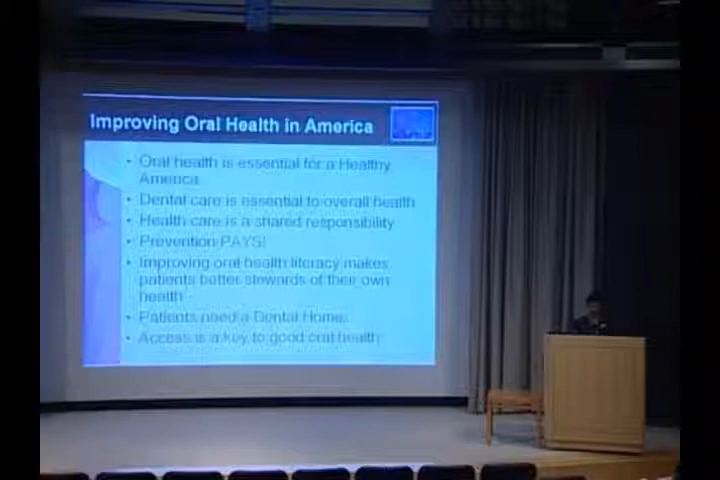 Improving Oral Health in America
• Oral health is essential for a Healthy
America
• Dental care is essential to overall health
• Health care is a shared responsibility
• Prevention PAYS!
• Improving oral health literacy makes
patients better stewards of their own
health
• Patients need a Dental Home.
• Access is a key to good oral health